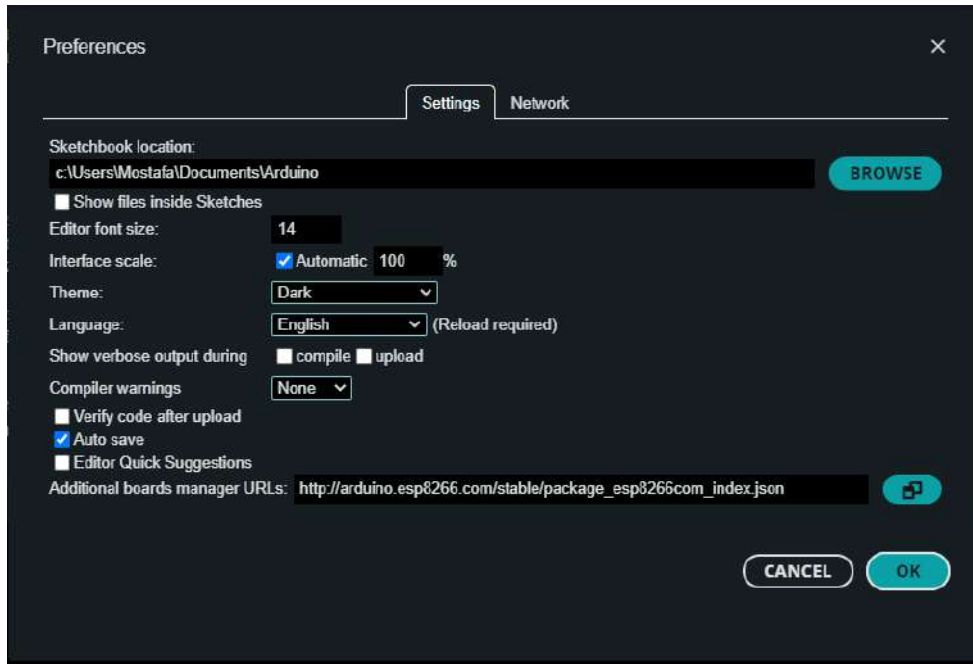 Preferences
Settings Network
Sketchbook location:
c:\Users\Mostafa\Documents\Arduino BROWSE
Show files inside Sketches
Editor font size: 14
Interface scale: Automatic 100 %
Theme: Dark
Language: English (Reload required)
Show verbose output during compile upload
Compiler warnings None
Verify code after upload
Auto save
Editor Quick Suggestions
Additional boards manager URLs: http://arduino.esp8266.com/stable/package_esp8266com_index.json
CANCEL OK